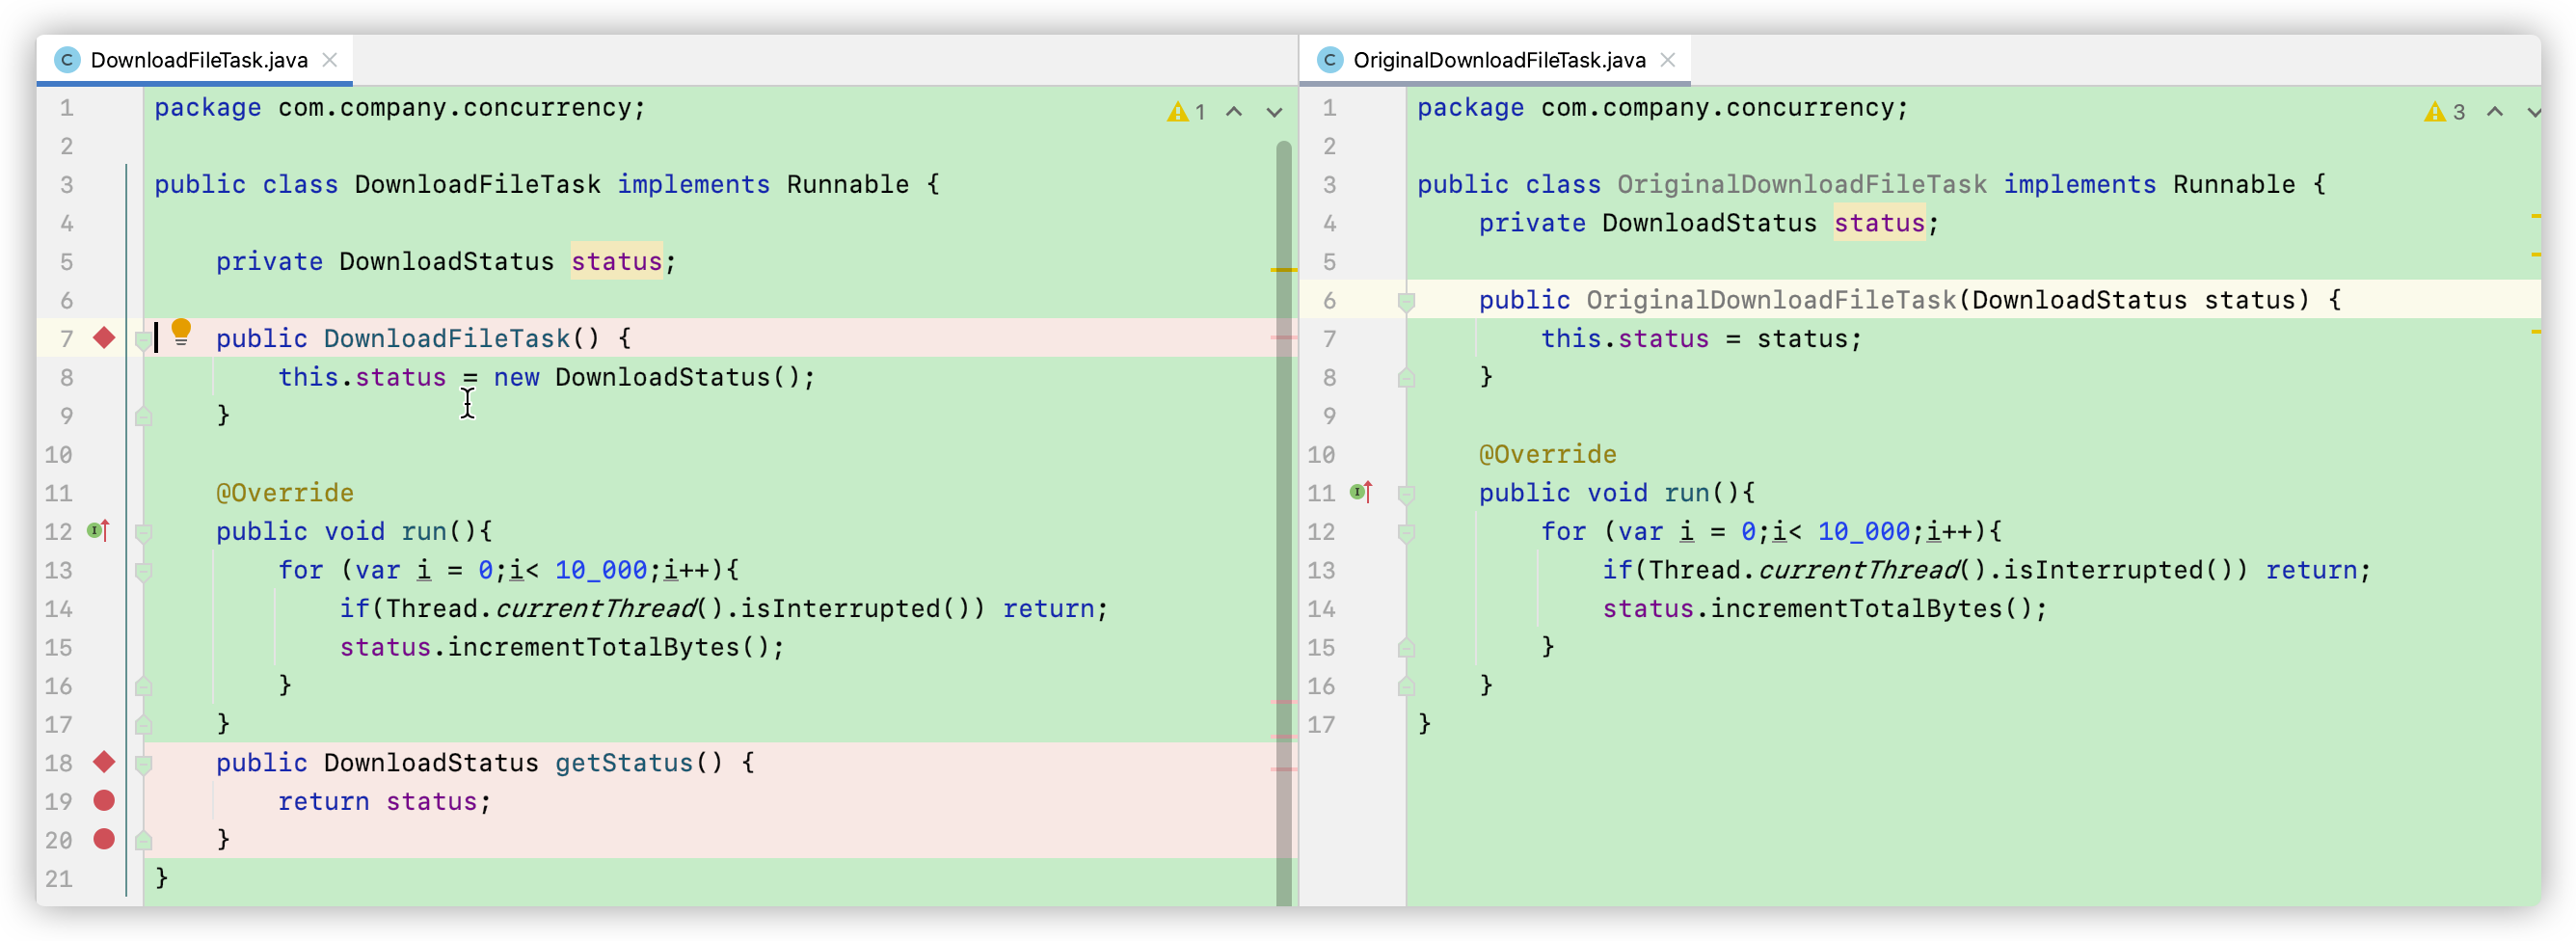 DownloadFileTask.java
1 package com.company.concurrency;
2
3 public class DownloadFileTask implements Runnable {
4
5     private DownloadStatus status;
6
7     public DownloadFileTask() {
8         this.status = new DownloadStatus();
9     }
10
11     @Override
12     public void run(){
13         for (var i = 0;i< 10_000;i++){
14             if(Thread.currentThread().isInterrupted()) return;
15             status.incrementTotalBytes();
16         }
17     }
18     public DownloadStatus getStatus() {
19         return status;
20     }
21 }
1
OriginalDownloadFileTask.java
1 package com.company.concurrency;
2
3 public class OriginalDownloadFileTask implements Runnable {
4     private DownloadStatus status;
5
6     public OriginalDownloadFileTask(DownloadStatus status) {
7         this.status = status;
8     }
9
10     @Override
11     public void run(){
12         for (var i = 0;i< 10_000;i++){
13             if(Thread.currentThread().isInterrupted()) return;
14             status.incrementTotalBytes();
15         }
16     }
17 }
3